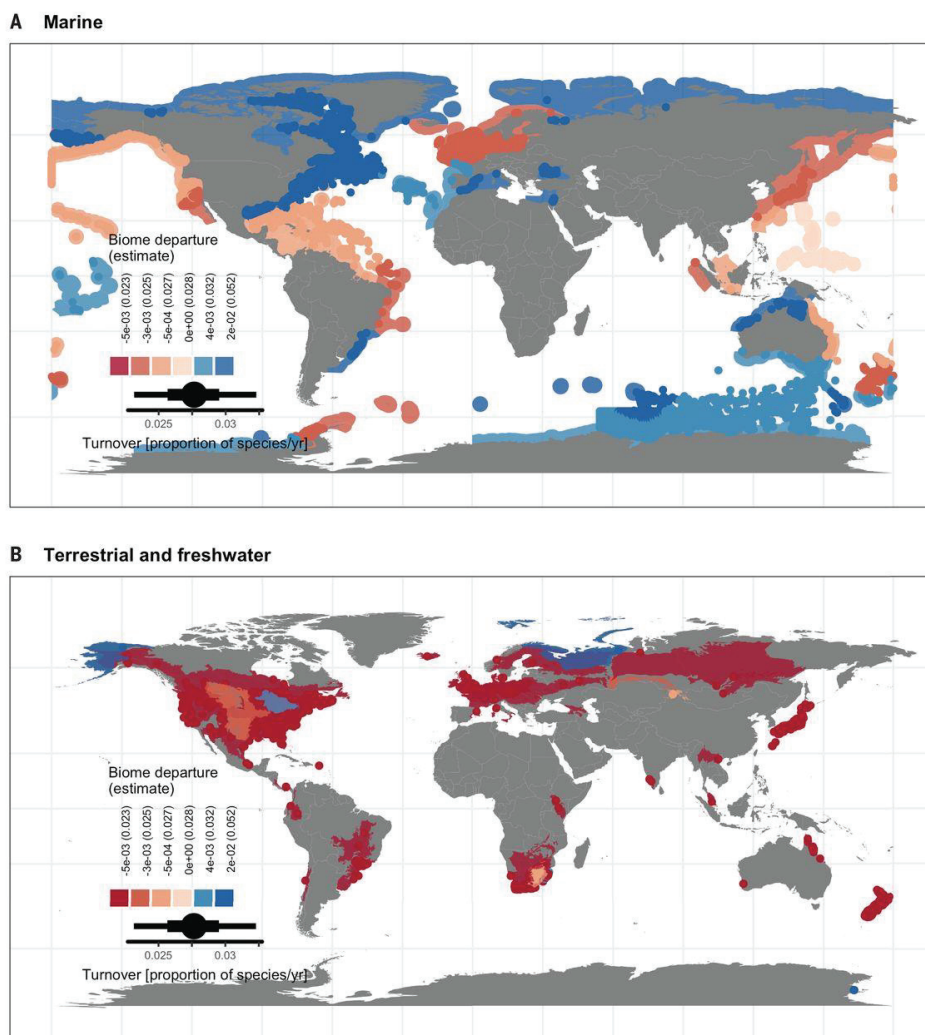 A Marine
Biome departure
(estimate)
-5e-03 (0.023)
-3e-03 (0.025)
-5e-04 (0.027)
0e+00 (0.028)
4e-03 (0.032)
2e-02 (0.052)
0.025 0.03
Turnover [proportion of species/yr]
B Terrestrial and freshwater
Biome departure
(estimate)
-5e-03 (0.023)
-3e-03 (0.025)
-5e-04 (0.027)
0e+00 (0.028)
4e-03 (0.032)
2e-02 (0.052)
0.025 0.03
Turnover [proportion of species/yr]